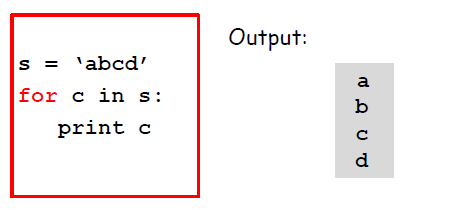 s = ‘abcd’
for c in s:
print c
Output:
a
b
c
d